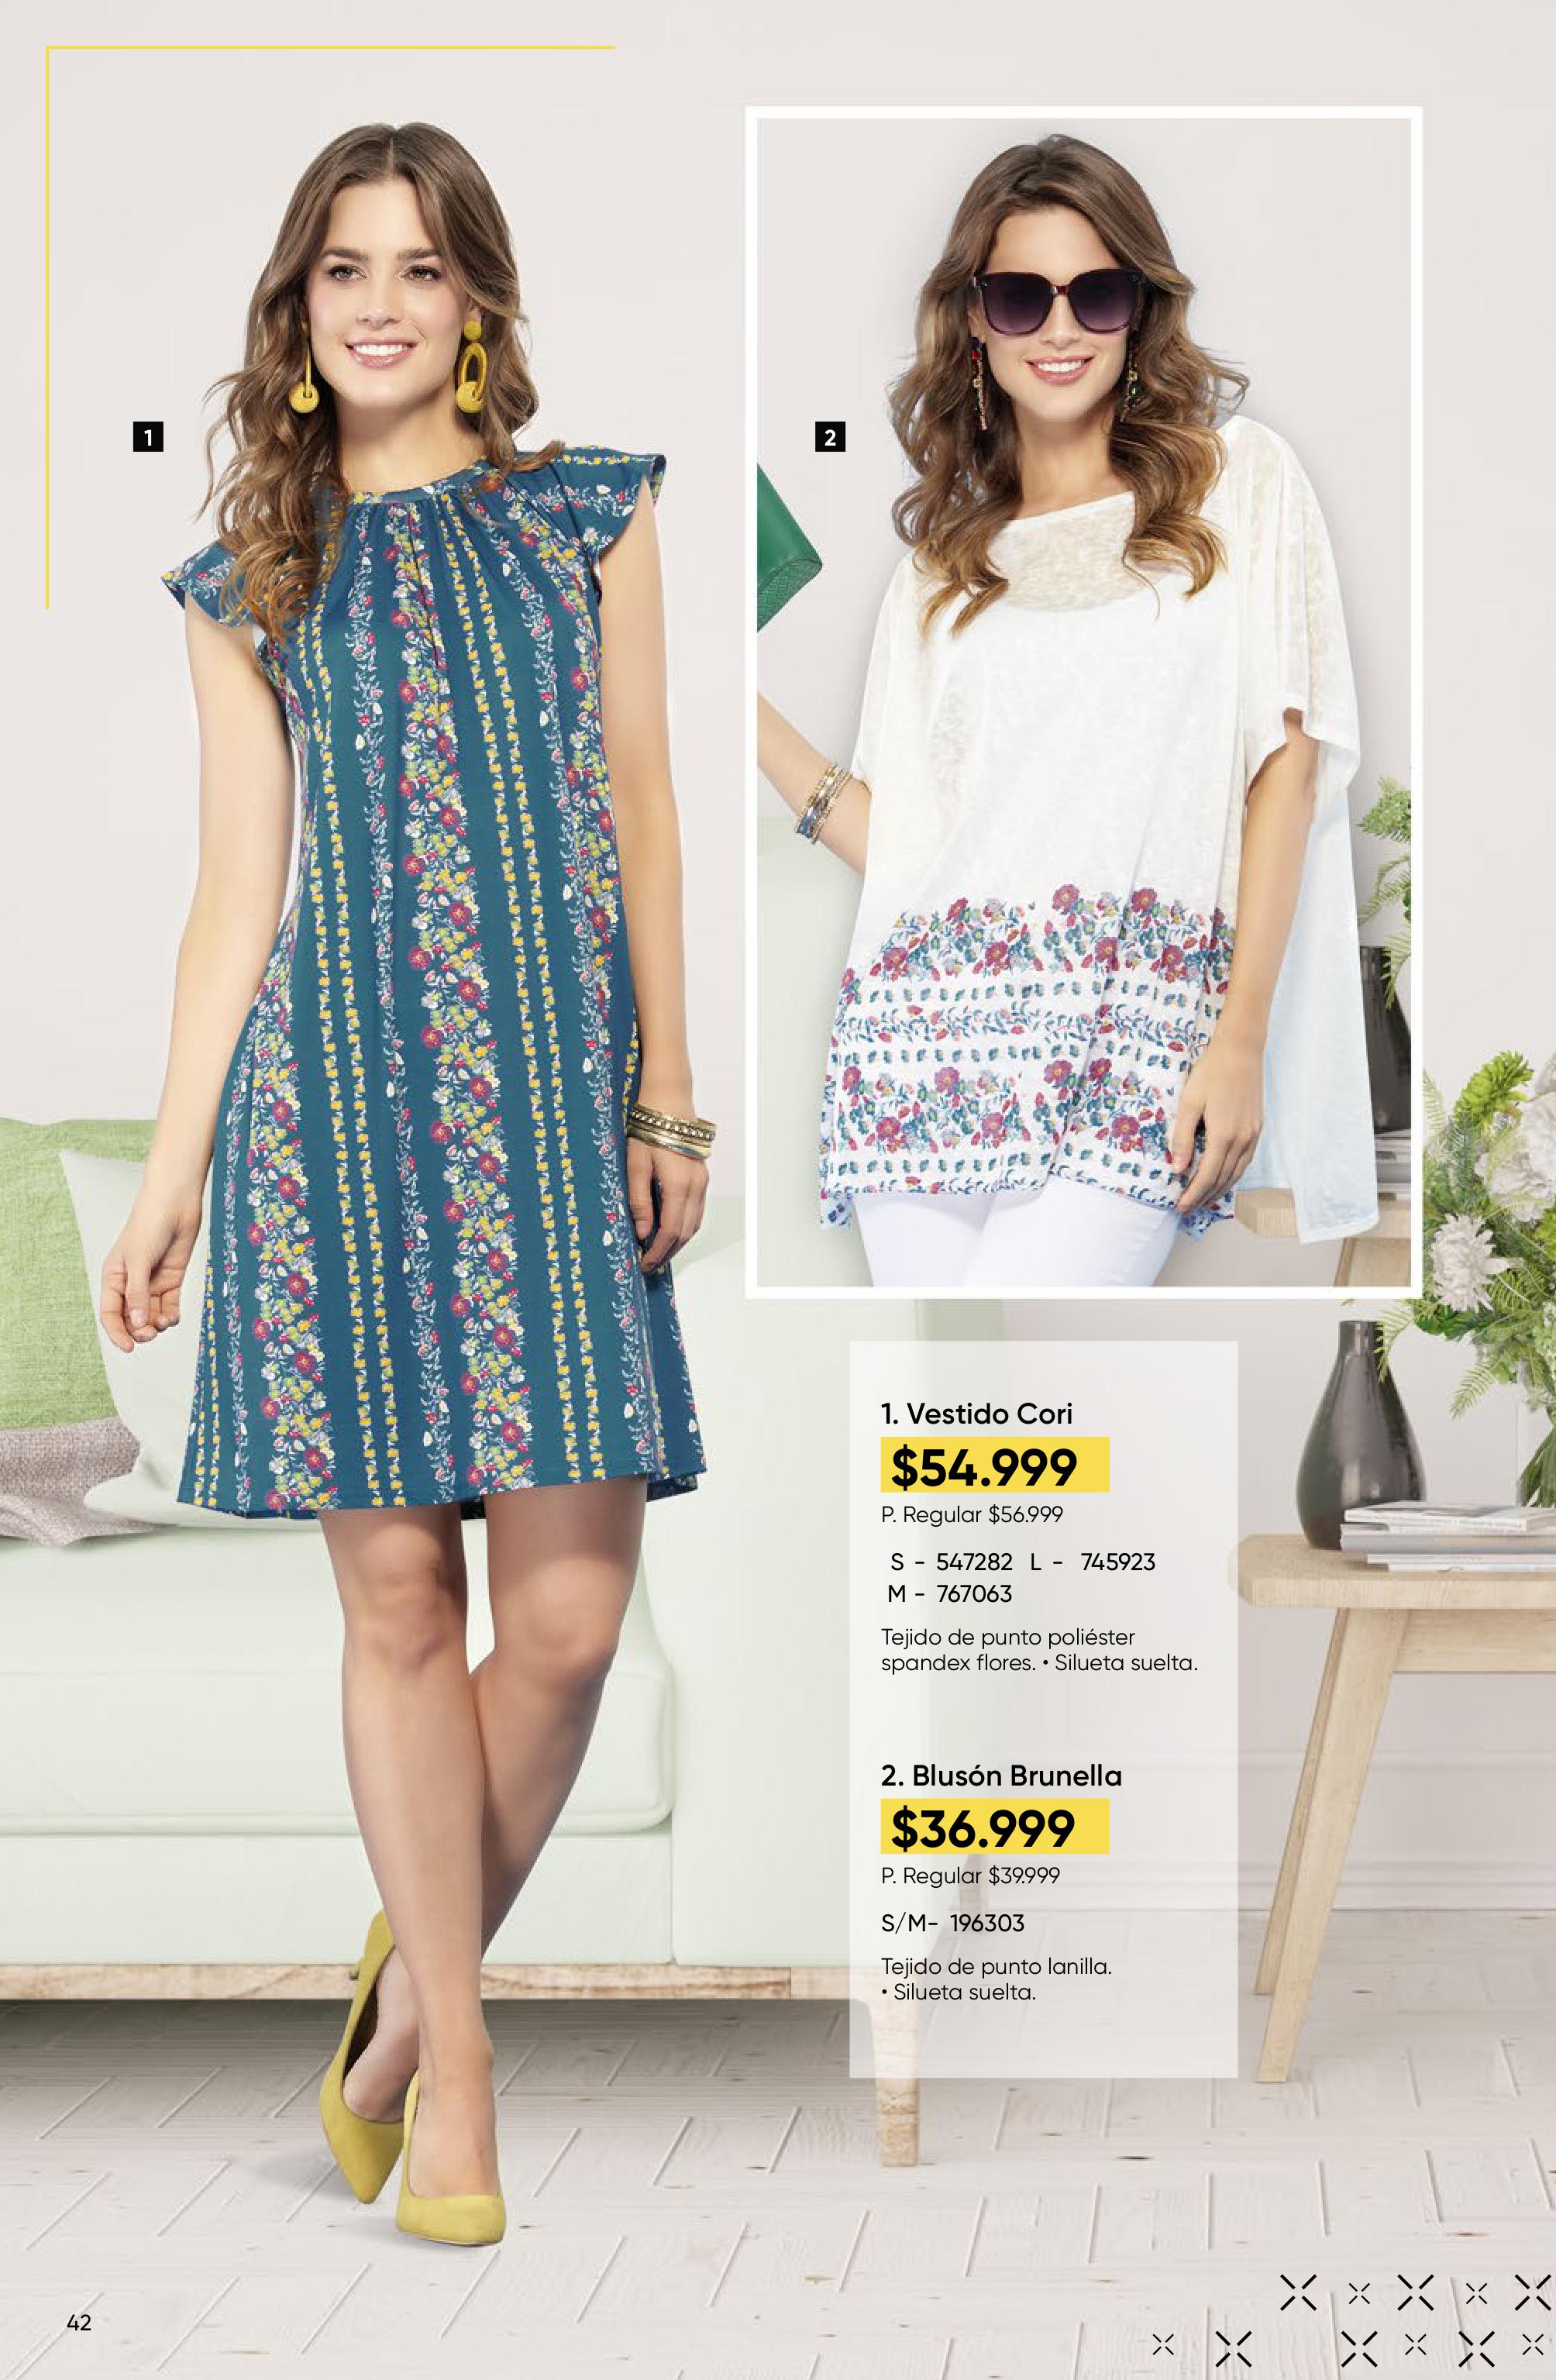 1
2
1. Vestido Cori
$54.999
P. Regular $56.999
S - 547282 L - 745923
M - 767063
Tejido de punto poliéster
spandex flores. • Silueta suelta.
2. Blusón Brunella
$36.999
P. Regular $39.999
S/M- 196303
Tejido de punto lanilla.
• Silueta suelta.
42